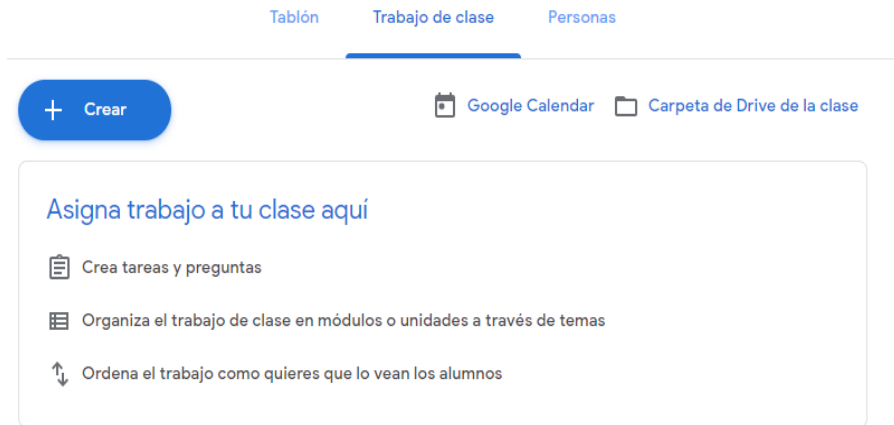 Tablón Trabajo de clase Personas
Crear Google Calendar Carpeta de Drive de la clase
Asigna trabajo a tu clase aquí
Crea tareas y preguntas
Organiza el trabajo de clase en módulos o unidades a través de temas
Ordena el trabajo como quieres que lo vean los alumnos